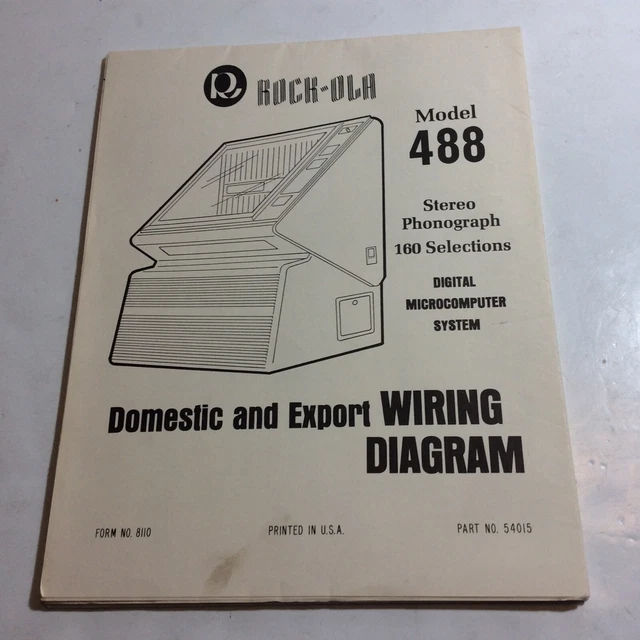 R
ROCK-OLA
Model
488
Stereo
Phonograph
160 Selections
DIGITAL
MICROCOMPUTER
SYSTEM
Domestic and Export WIRING
DIAGRAM
FORM NO. 8110 PRINTED IN U.S.A. PART NO. 54015